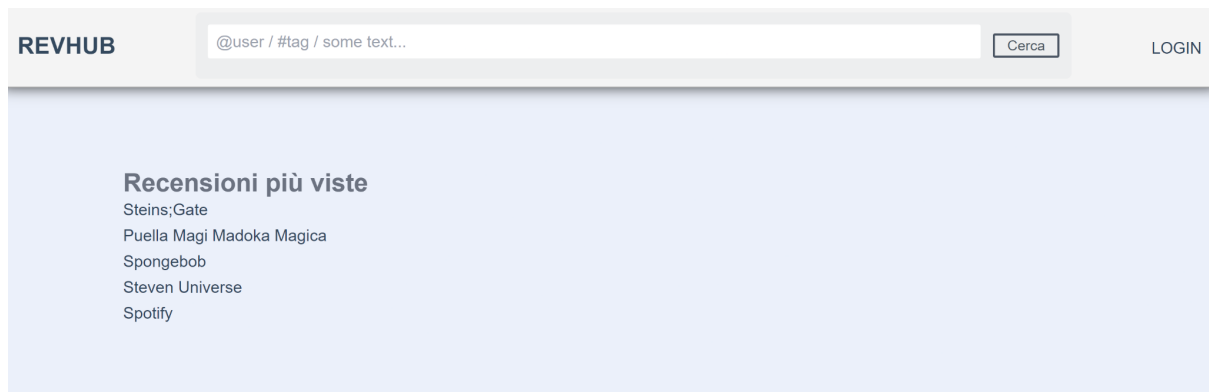 REVHUB
@user / #tag / some text...
Cerca
LOGIN
Recensioni più viste
Steins;Gate
Puella Magi Madoka Magica
Spongebob
Steven Universe
Spotify